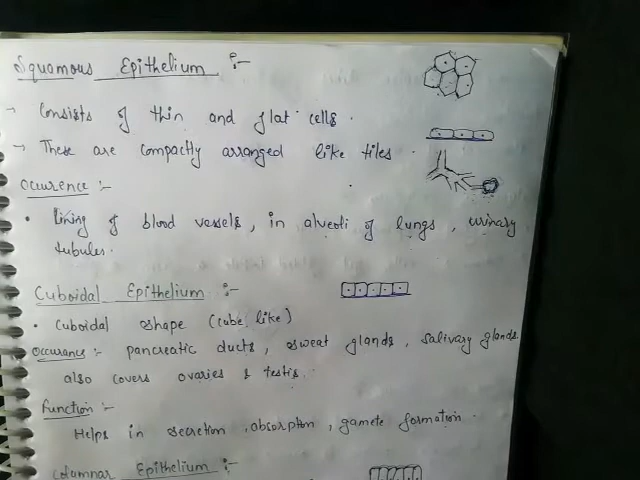 Squamous Epithelium :-
→ Consists of thin and flat cells.
→ These are compactly arranged like tiles.
Occurence :-
• lining of blood vessels, in alveoli of lungs, urinary
tubules.
Cuboidal Epithelium :-
• cuboidal shape (cube like)
Occurance :- pancreatic ducts, sweat glands, salivary glands
also covers ovaries & testis.
Function :-
Helps in secretion, absorption, gamete formation.
Columnar Epithelium :-